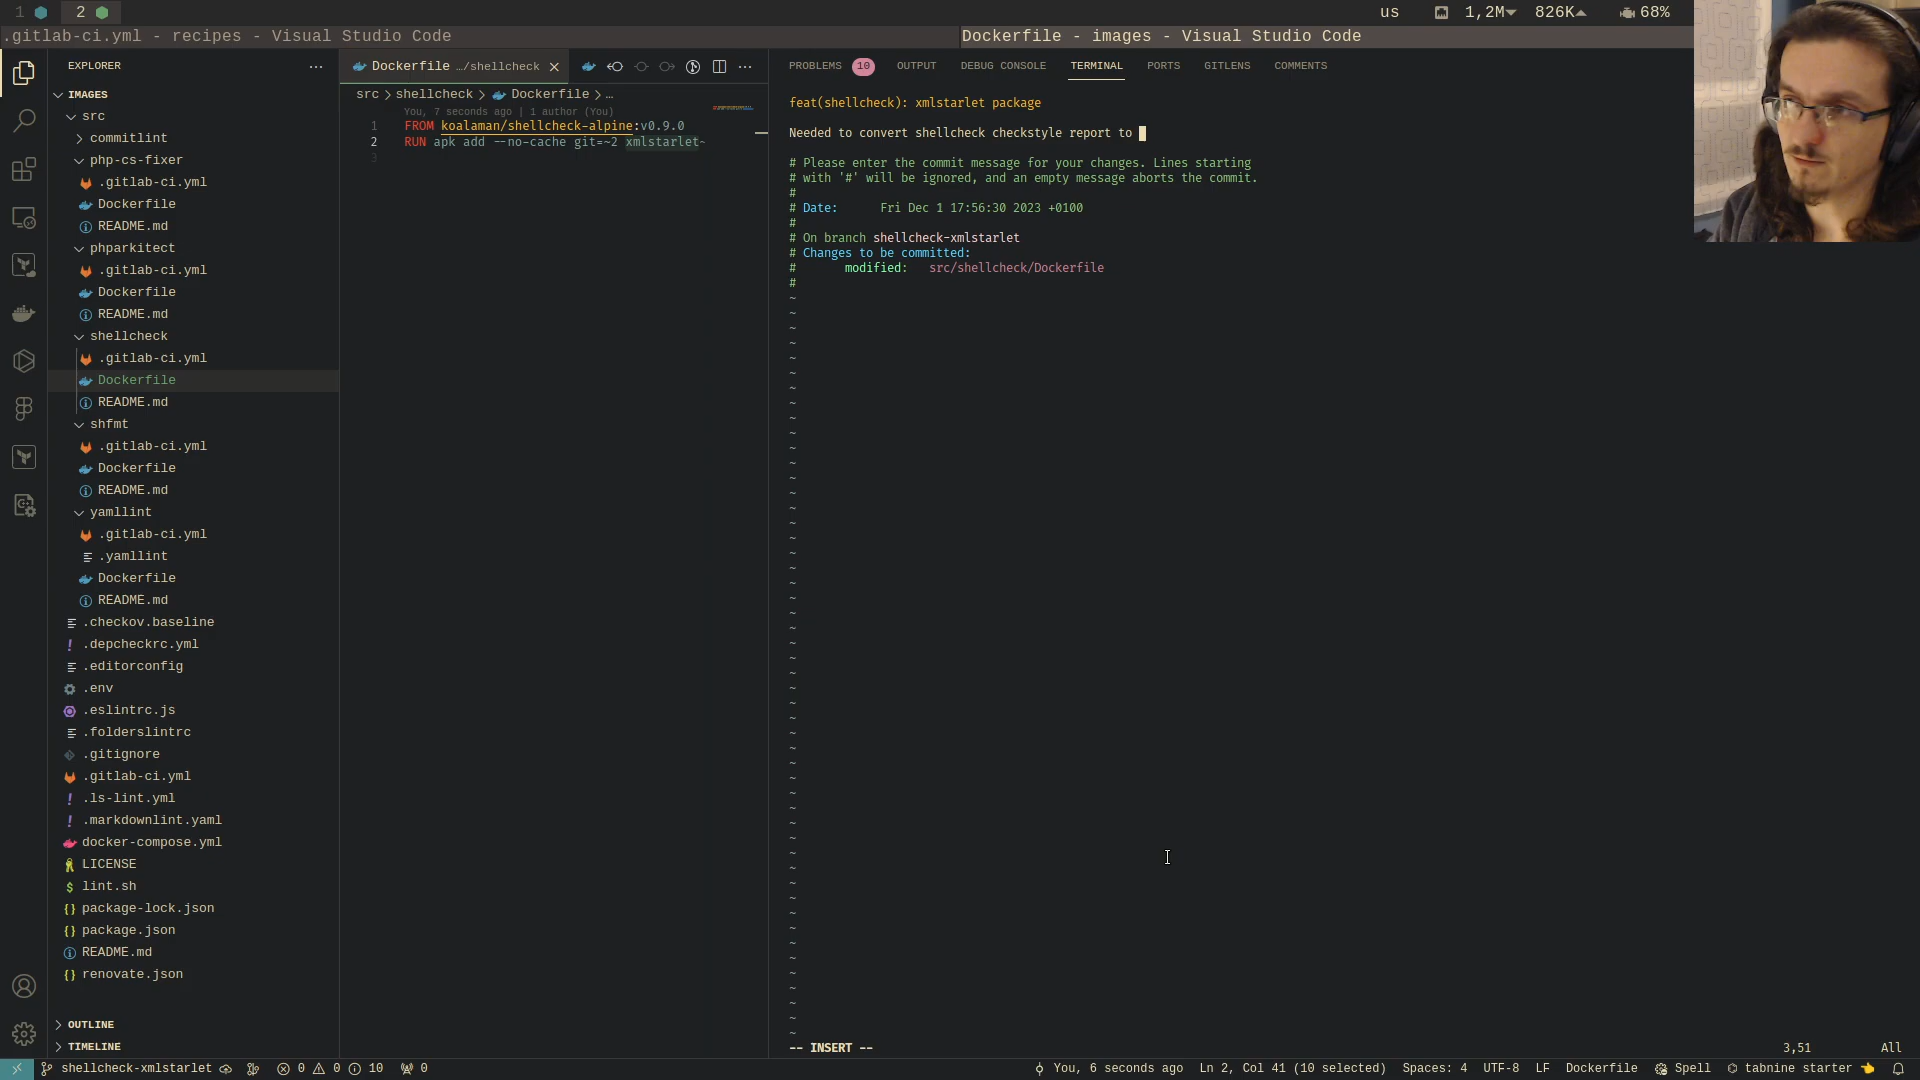 1 2 us 1,2M 826K 68%
.gitlab-ci.yml - recipes - Visual Studio Code
Dockerfile - images - Visual Studio Code
EXPLORER
IMAGES
src
commitlint
php-cs-fixer
.gitlab-ci.yml
Dockerfile
README.md
phparkitect
.gitlab-ci.yml
Dockerfile
README.md
shellcheck
.gitlab-ci.yml
Dockerfile
README.md
shfmt
.gitlab-ci.yml
Dockerfile
README.md
yamllint
.gitlab-ci.yml
.yamllint
Dockerfile
README.md
.checkov.baseline
.depcheckrc.yml
.editorconfig
.env
.eslintrc.js
.folderslintrc
.gitignore
.gitlab-ci.yml
.ls-lint.yml
.markdownlint.yaml
docker-compose.yml
LICENSE
lint.sh
package-lock.json
package.json
README.md
renovate.json
OUTLINE
TIMELINE
Dockerfile …/shellcheck
src > shellcheck > Dockerfile > …
You, 7 seconds ago | 1 author (You)
1 FROM koalaman/shellcheck-alpine:v0.9.0
2 RUN apk add --no-cache git=~2 xmlstarlet~
3
PROBLEMS 10 OUTPUT DEBUG CONSOLE TERMINAL PORTS GITLENS COMMENTS
feat(shellcheck): xmlstarlet package
Needed to convert shellcheck checkstyle report to
# Please enter the commit message for your changes. Lines starting
# with '#' will be ignored, and an empty message aborts the commit.
#
# Date: Fri Dec 1 17:56:30 2023 +0100
#
# On branch shellcheck-xmlstarlet
# Changes to be committed:
# modified: src/shellcheck/Dockerfile
#
-- INSERT -- 3,51 All
shellcheck-xmlstarlet 0 0 10 0 You, 6 seconds ago Ln 2, Col 41 (10 selected) Spaces: 4 UTF-8 LF Dockerfile Spell tabnine starter